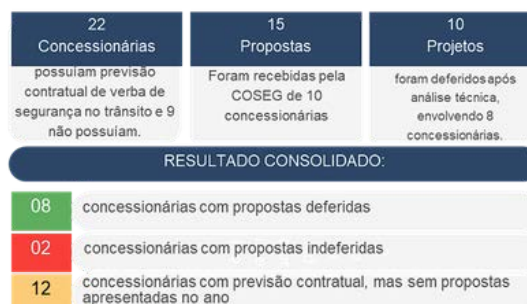 22
Concessionárias
possuíam previsão
contratual de verba de
segurança no trânsito e 9
não possuíam.
15
Propostas
Foram recebidas pela
COSEG de 10
concessionárias
10
Projetos
foram deferidos após
análise técnica,
envolvendo 8
concessionárias.
RESULTADO CONSOLIDADO:
08
concessionárias com propostas deferidas
02
concessionárias com propostas indeferidas
12
concessionárias com previsão contratual, mas sem propostas
apresentadas no ano